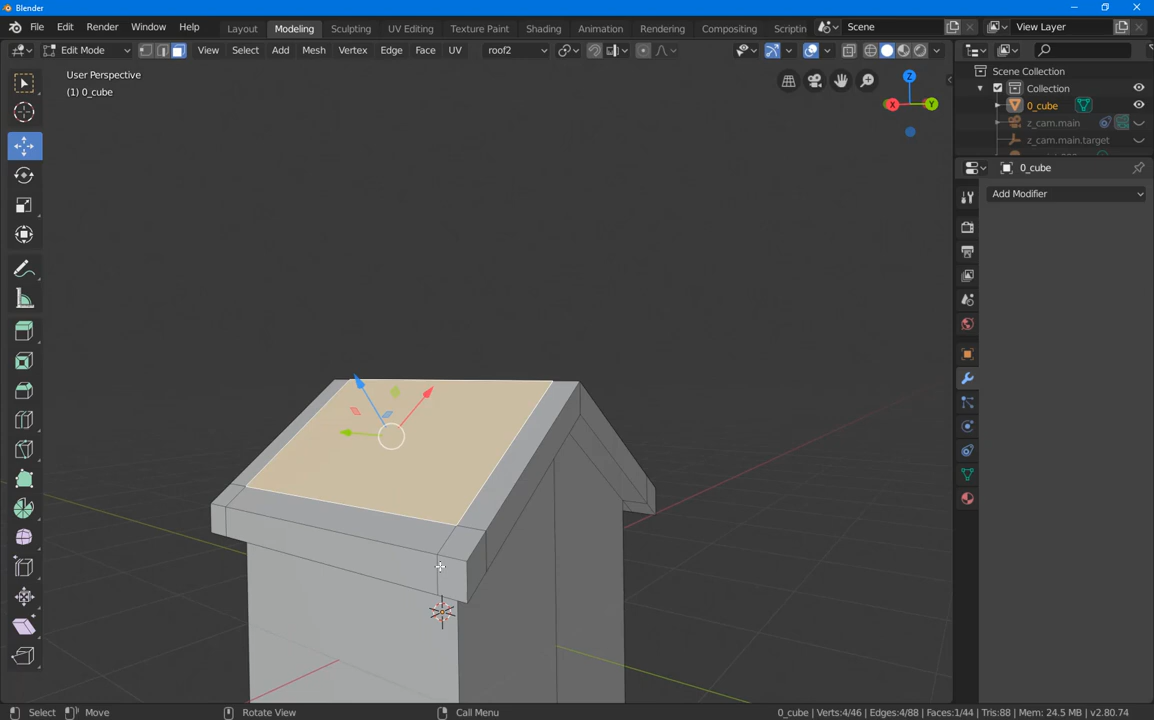 Blender
File Edit Render Window Help Layout Modeling Sculpting UV Editing Texture Paint Shading Animation Rendering Compositing Scriptin Scene View Layer
Edit Mode View Select Add Mesh Vertex Edge Face UV roof2
User Perspective
(1) 0_cube
Z
X
Y
Scene Collection
Collection
0_cube
z_cam.main
z_cam.main.target
0_cube
Add Modifier
Select Move Rotate View Call Menu 0_cube | Verts:4/46 | Edges:4/88 | Faces:1/44 | Tris:88 | Mem: 24.5 MB | v2.80.74